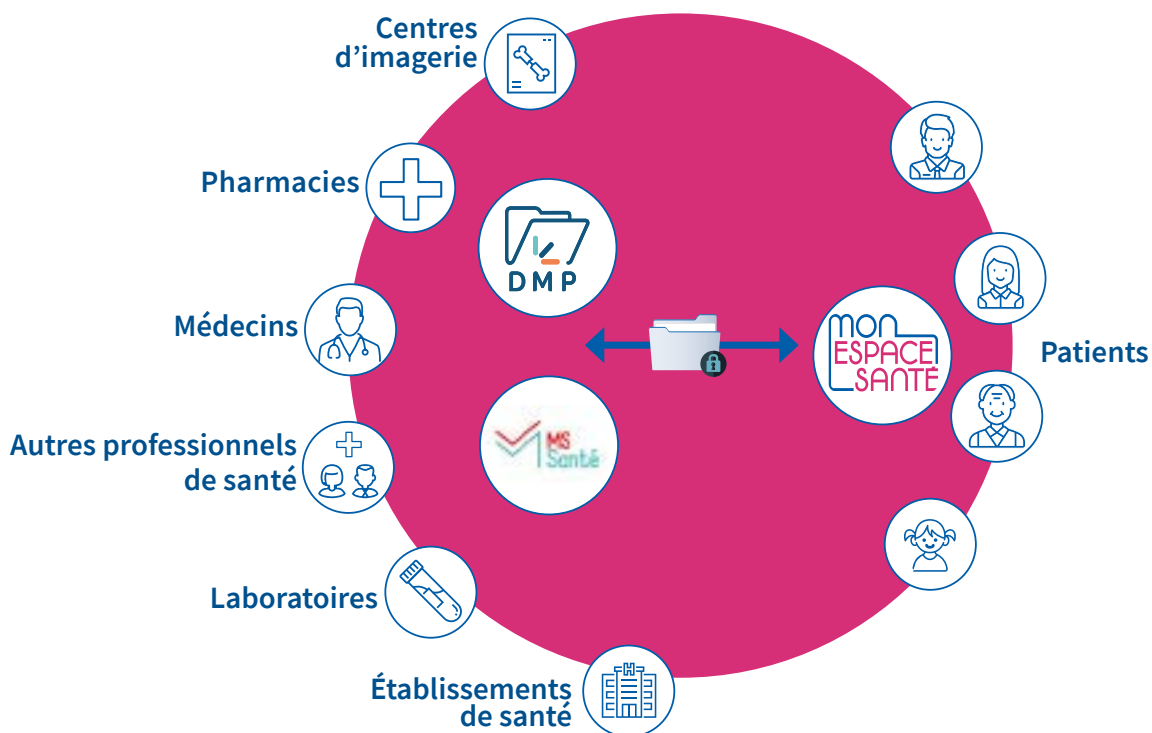 Centres
d’imagerie
Pharmacies
DMP
Médecins
MON
ESPACE
SANTÉ
Patients
Autres professionnels
de santé
MS
Santé
Laboratoires
H
Établissements
de santé